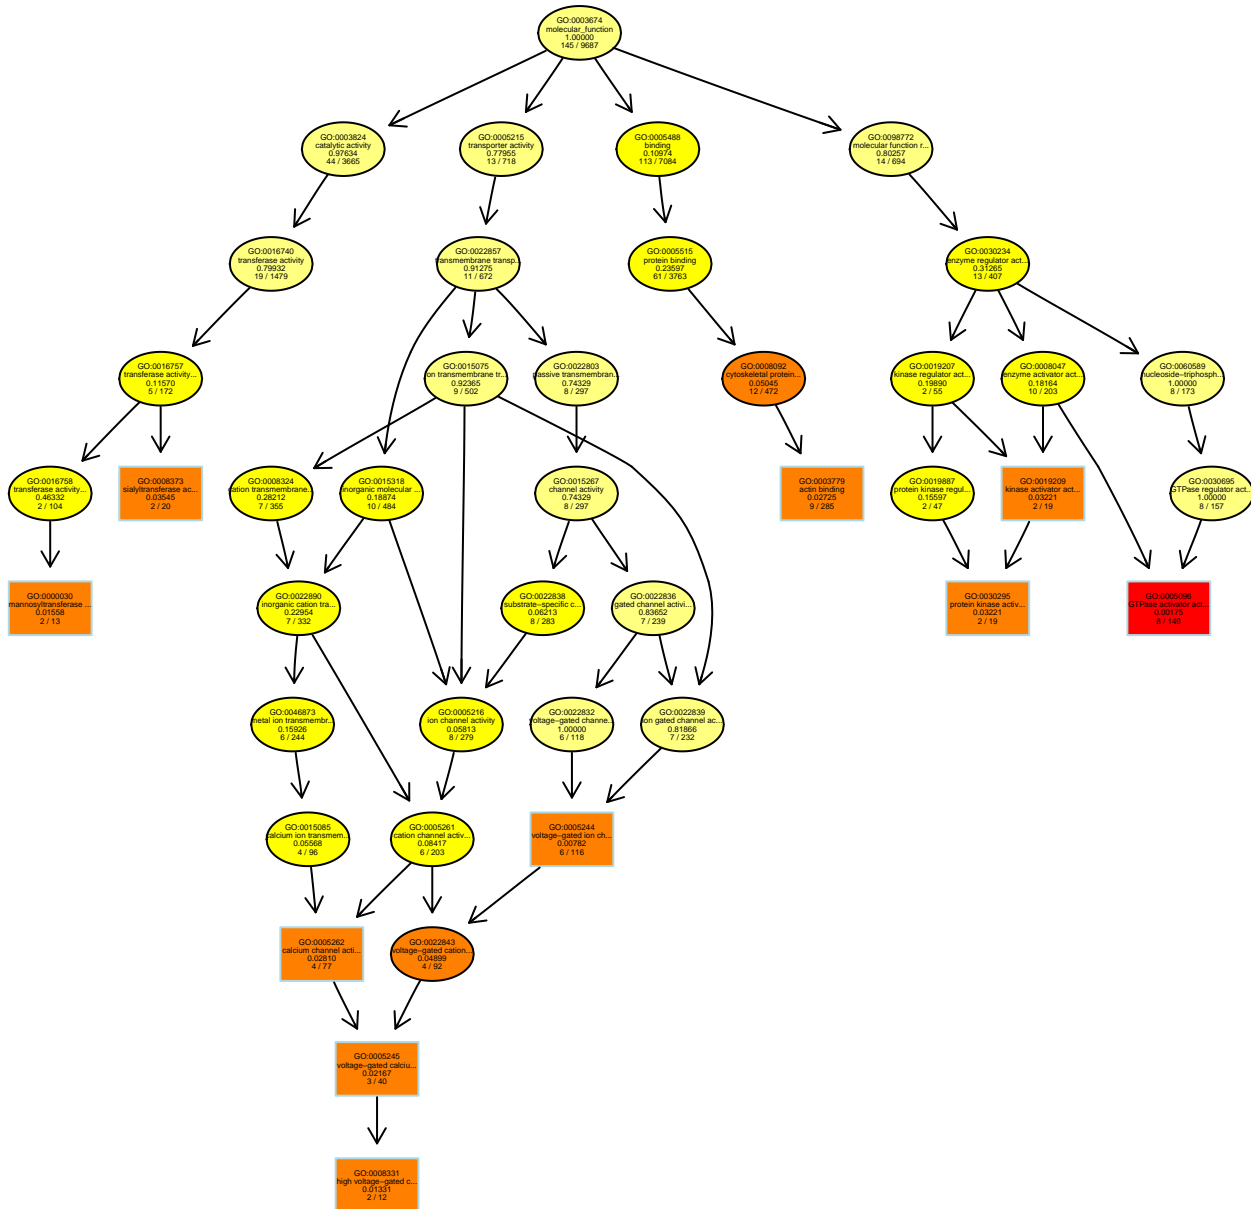 GO:0003674
molecular_function
1.00000
145 / 9687
GO:0003824
catalytic activity
0.97634
44 / 3665
GO:0005215
transporter activity
0.77955
13 / 718
GO:0005488
binding
0.10974
113 / 7084
GO:0098772
molecular function r...
0.80257
14 / 694
GO:0016740
transferase activity
0.79932
19 / 1479
GO:0022857
transmembrane transp...
0.91275
11 / 672
GO:0005515
protein binding
0.23597
61 / 3763
GO:0030234
enzyme regulator act...
0.31265
13 / 407
GO:0016757
transferase activity...
0.11570
5 / 172
GO:0015075
ion transmembrane tr...
0.92365
9 / 502
GO:0022803
passive transmembran...
0.74329
8 / 297
GO:0008092
cytoskeletal protein...
0.05045
12 / 472
GO:0019207
kinase regulator act...
0.19890
2 / 55
GO:0008047
enzyme activator act...
0.18164
10 / 203
GO:0060589
nucleoside−triphosph...
1.00000
8 / 173
GO:0016758
transferase activity...
0.46332
2 / 104
GO:0008373
sialyltransferase ac...
0.03545
2 / 20
GO:0008324
cation transmembrane...
0.28212
7 / 355
GO:0015318
inorganic molecular ...
0.18874
10 / 484
GO:0015267
channel activity
0.74329
8 / 297
GO:0003779
actin binding
0.02725
9 / 285
GO:0019887
protein kinase regul...
0.15597
2 / 47
GO:0019209
kinase activator act...
0.03221
2 / 19
GO:0030695
GTPase regulator act...
1.00000
8 / 157
GO:0000030
mannosyltransferase ...
0.01558
2 / 13
GO:0022890
inorganic cation tra...
0.22954
7 / 332
GO:0022838
substrate−specific c...
0.06213
8 / 283
GO:0022836
gated channel activi...
0.83652
7 / 239
GO:0030295
protein kinase activ...
0.03221
2 / 19
GO:0005096
GTPase activator act...
0.00175
8 / 140
GO:0046873
metal ion transmembr...
0.15926
6 / 244
GO:0005216
ion channel activity
0.05813
8 / 279
GO:0022832
voltage−gated channe...
1.00000
6 / 118
GO:0022839
ion gated channel ac...
0.81866
7 / 232
GO:0015085
calcium ion transmem...
0.05568
4 / 96
GO:0005261
cation channel activ...
0.08417
6 / 203
GO:0005244
voltage−gated ion ch...
0.00782
6 / 116
GO:0005262
calcium channel acti...
0.02810
4 / 77
GO:0022843
voltage−gated cation...
0.04899
4 / 92
GO:0005245
voltage−gated calciu...
0.02167
3 / 40
GO:0008331
high voltage−gated c...
0.01331
2 / 12